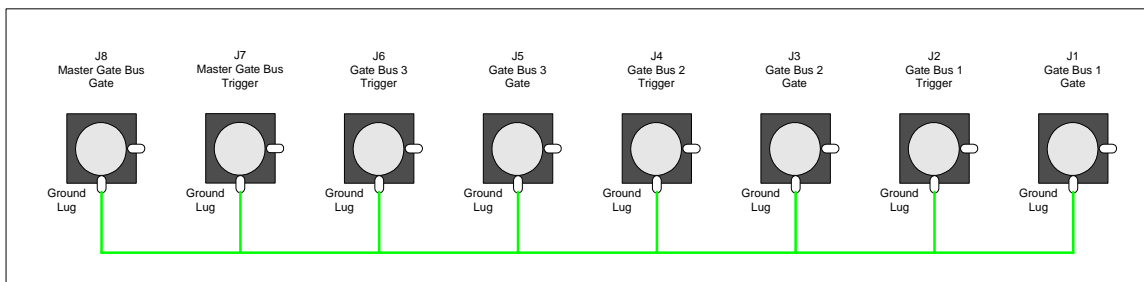 J8
Master Gate Bus
Gate
J7
Master Gate Bus
Trigger
J6
Gate Bus 3
Trigger
J5
Gate Bus 3
Gate
J4
Gate Bus 2
Trigger
J3
Gate Bus 2
Gate
J2
Gate Bus 1
Trigger
J1
Gate Bus 1
Gate
Ground
Lug
Ground
Lug
Ground
Lug
Ground
Lug
Ground
Lug
Ground
Lug
Ground
Lug
Ground
Lug